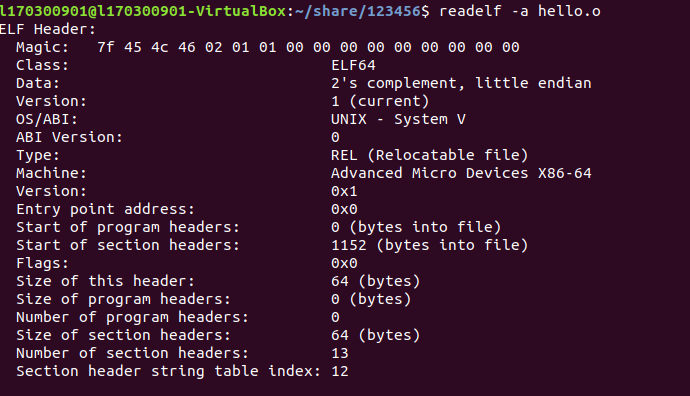 l170300901@l170300901-VirtualBox:~/share/123456$ readelf -a hello.o
ELF Header:
  Magic:   7f 45 4c 46 02 01 01 00 00 00 00 00 00 00 00 00
  Class:                             ELF64
  Data:                              2's complement, little endian
  Version:                           1 (current)
  OS/ABI:                            UNIX - System V
  ABI Version:                       0
  Type:                              REL (Relocatable file)
  Machine:                           Advanced Micro Devices X86-64
  Version:                           0x1
  Entry point address:               0x0
  Start of program headers:          0 (bytes into file)
  Start of section headers:          1152 (bytes into file)
  Flags:                             0x0
  Size of this header:               64 (bytes)
  Size of program headers:           0 (bytes)
  Number of program headers:         0
  Size of section headers:           64 (bytes)
  Number of section headers:         13
  Section header string table index: 12